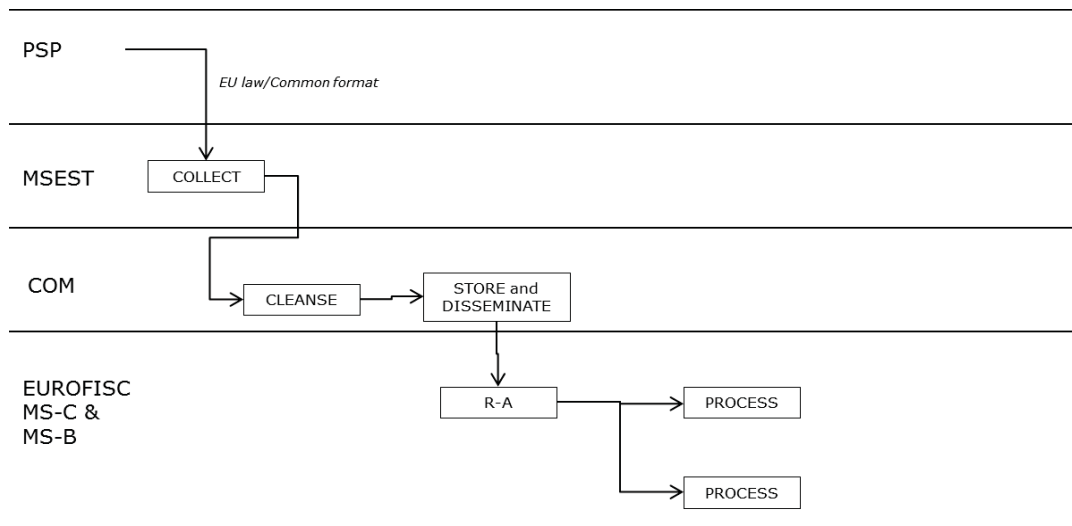 PSP
EU law/Common format
MSEST
COLLECT
COM
CLEANSE
STORE and
DISSEMINATE
EUROFISC
MS-C &
MS-B
R-A
PROCESS
PROCESS